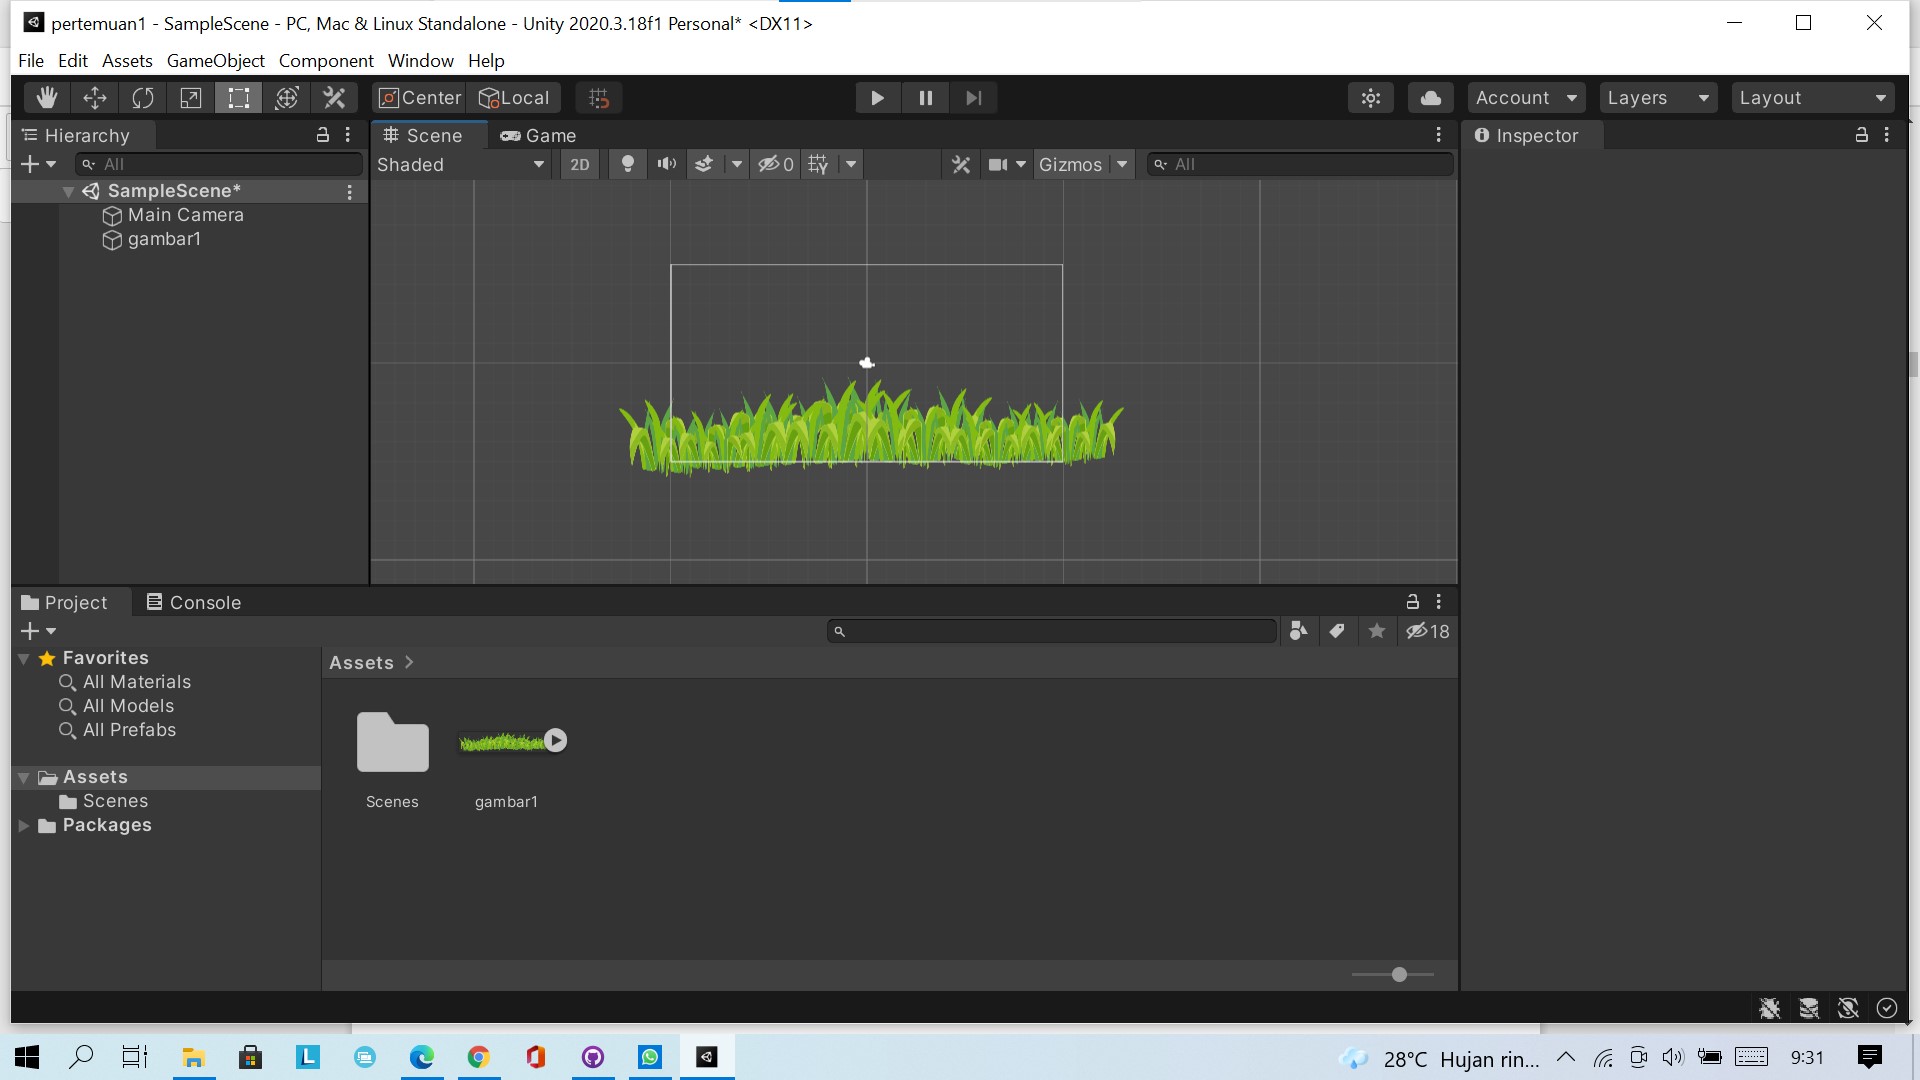 pertemuan1 - SampleScene - PC, Mac & Linux Standalone - Unity 2020.3.18f1 Personal* <DX11>
File Edit Assets GameObject Component Window Help
Center Local Account Layers Layout
Hierarchy
Scene Game
Inspector
All
Shaded 2D 0 Gizmos All
SampleScene*
Main Camera
gambar1
Project Console
18
Favorites
All Materials
All Models
All Prefabs
Assets
Scenes
Packages
Assets >
Scenes gambar1
28°C Hujan rin... 9:31